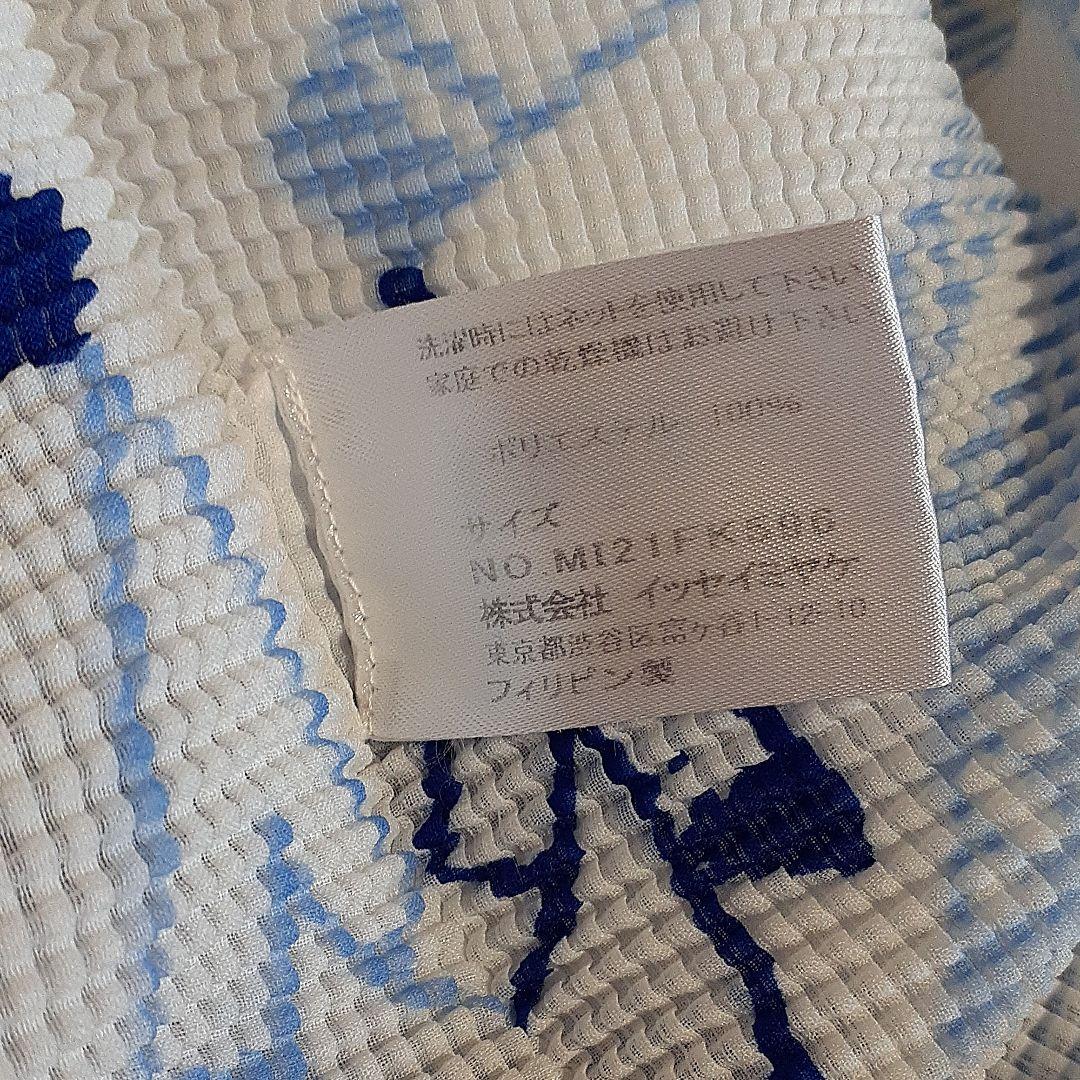 洗濯時にはネットを使用して下さい
家庭での乾燥機はお避け下さい
ポリエステル 100%
サイズ
NO MI21FK596
株式会社 イッセイミヤケ
東京都渋谷区富ヶ谷1-12-10
フィリピン製